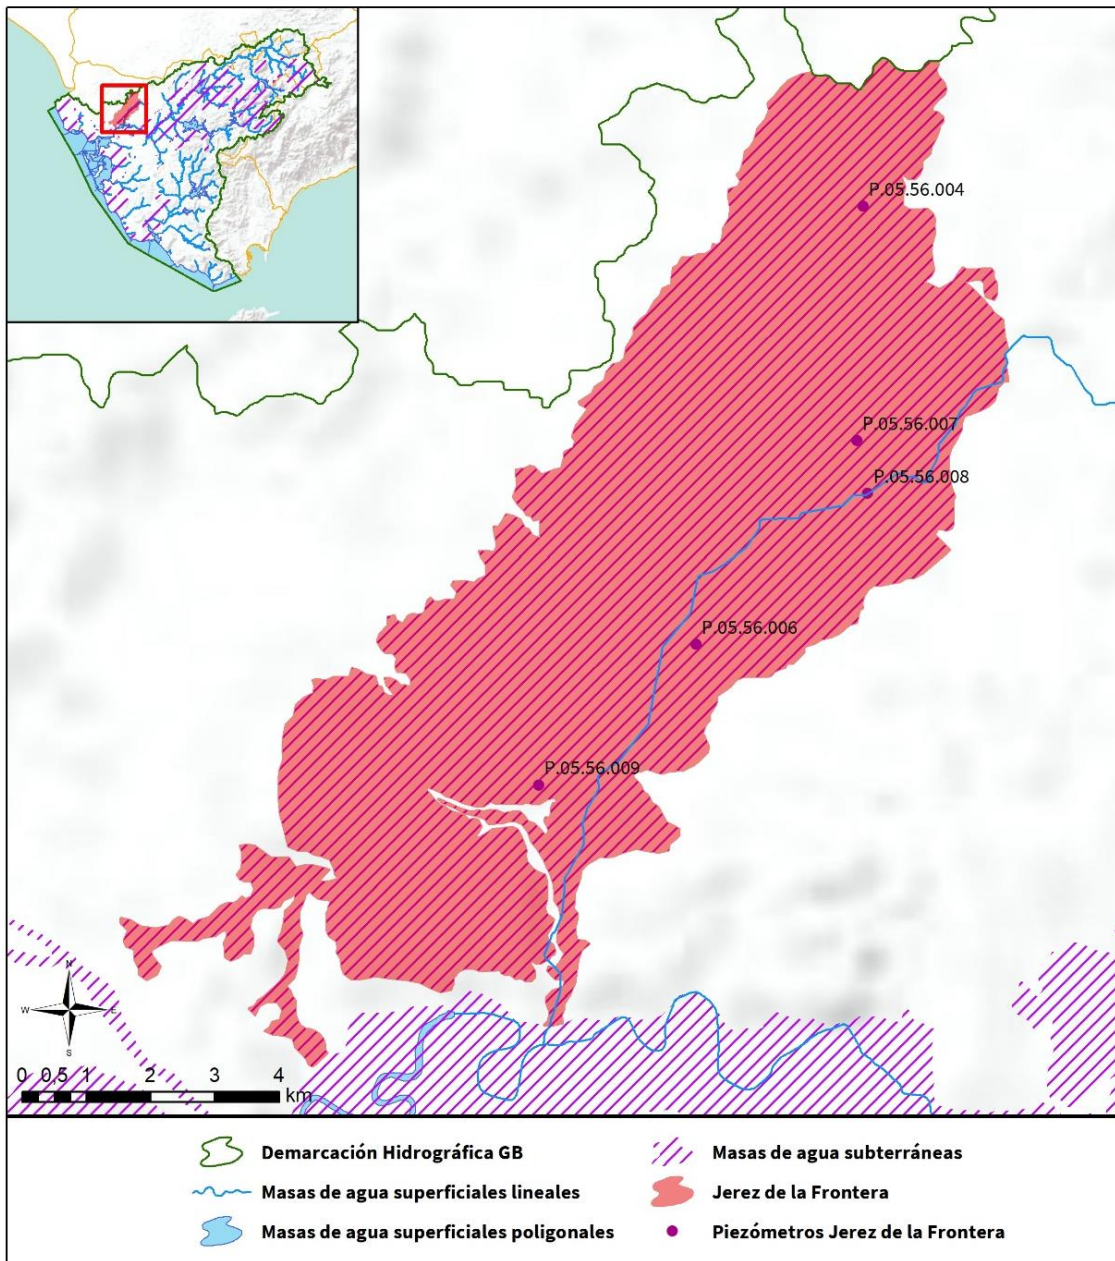 P.05.56.004
P.05.56.007
P.05.56.008
P.05.56.006
P.05.56.009
N
W E
S
0 0,5 1 2 3 4
km
Demarcación Hidrográfica GB
Masas de agua superficiales lineales
Masas de agua superficiales poligonales
Masas de agua subterráneas
Jerez de la Frontera
Piezómetros Jerez de la Frontera